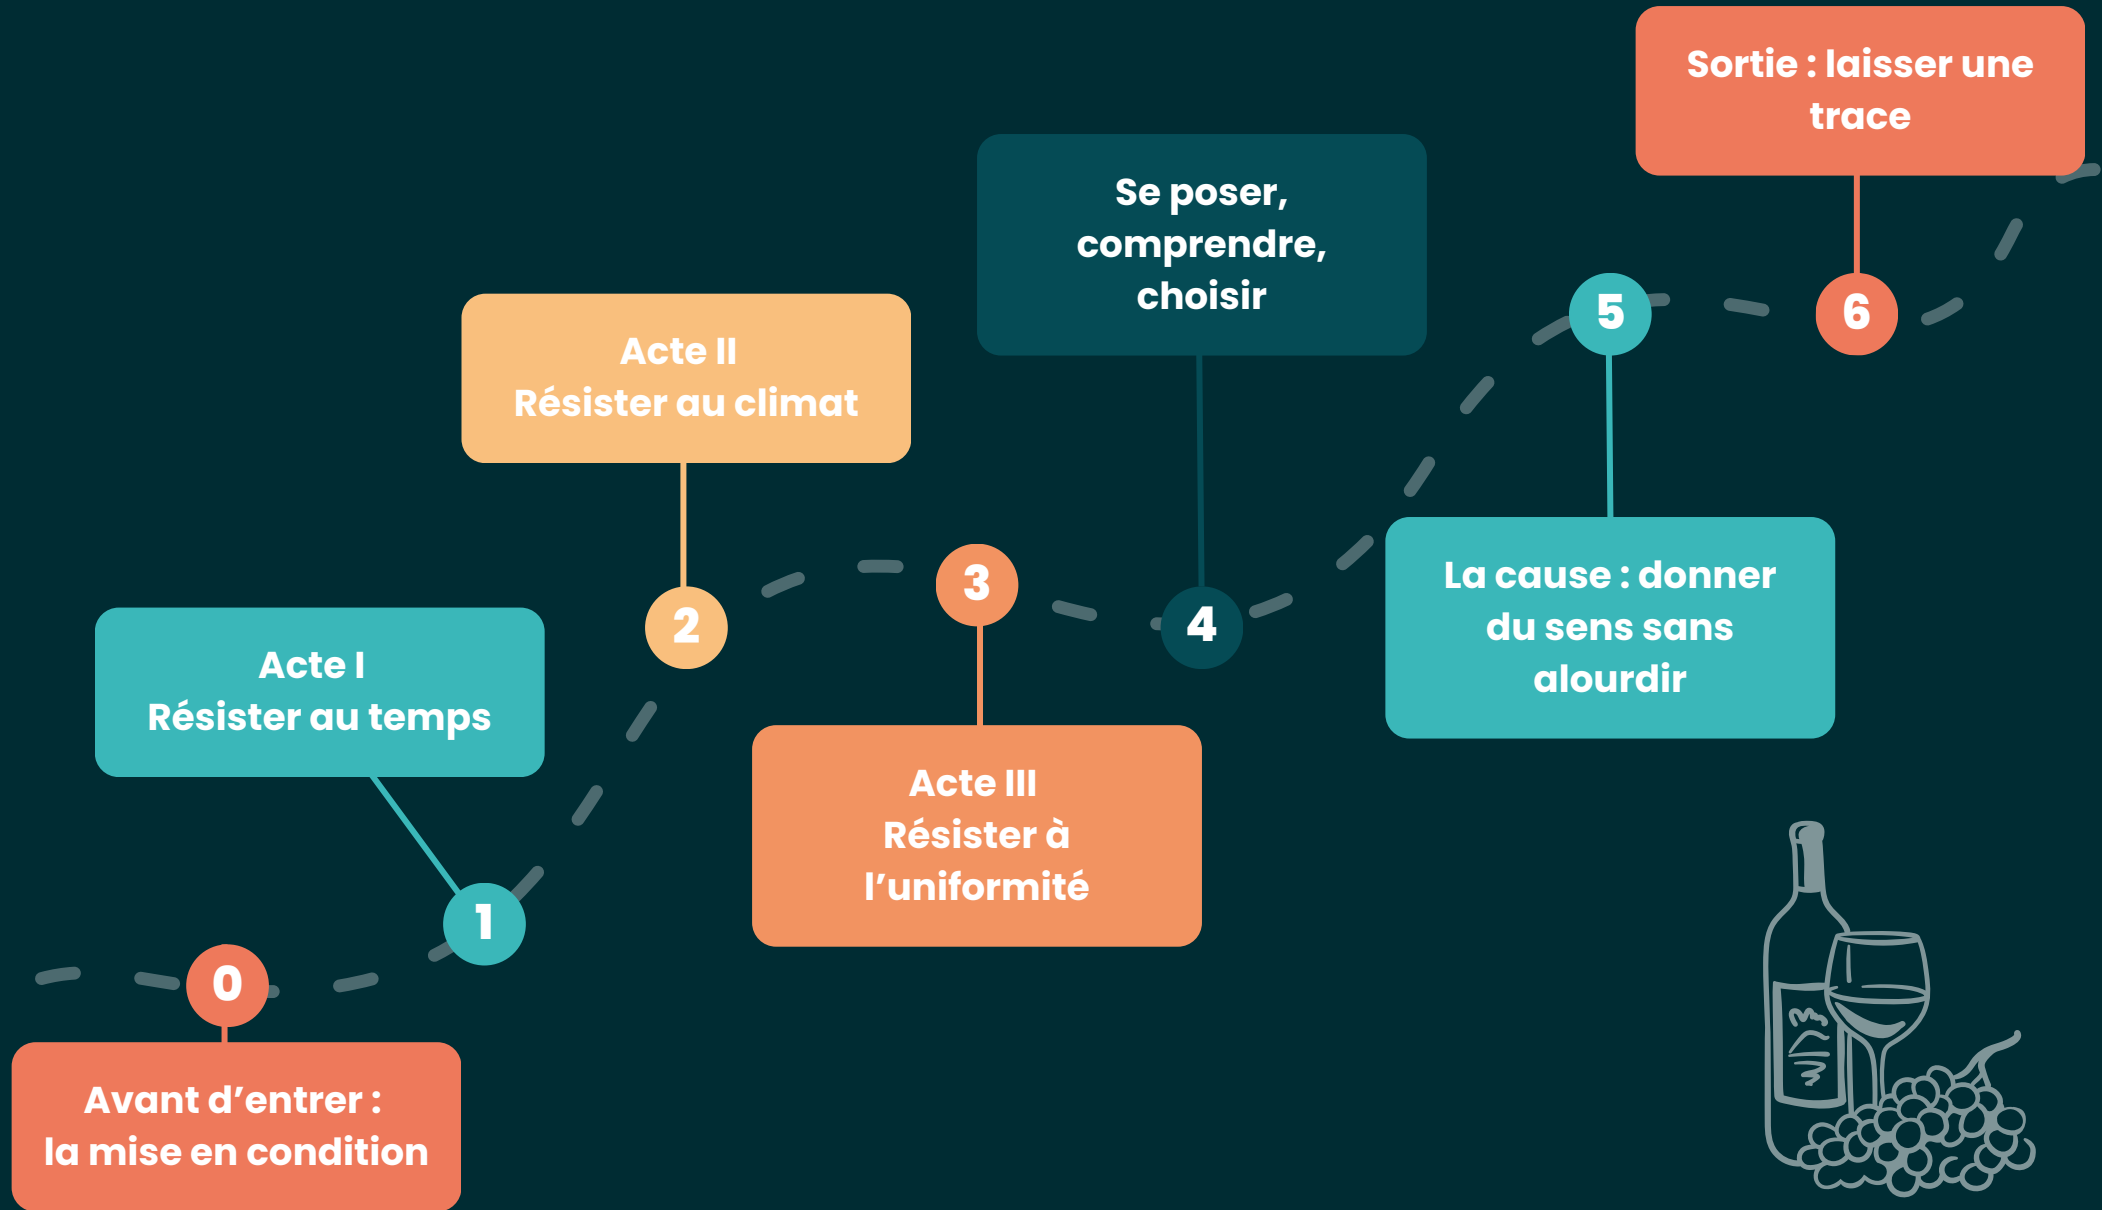 0
Avant d’entrer :
la mise en condition
1
Acte I
Résister au temps
2
Acte II
Résister au climat
3
Acte III
Résister à
l’uniformité
4
Se poser,
comprendre,
choisir
5
La cause : donner
du sens sans
alourdir
6
Sortie : laisser une
trace